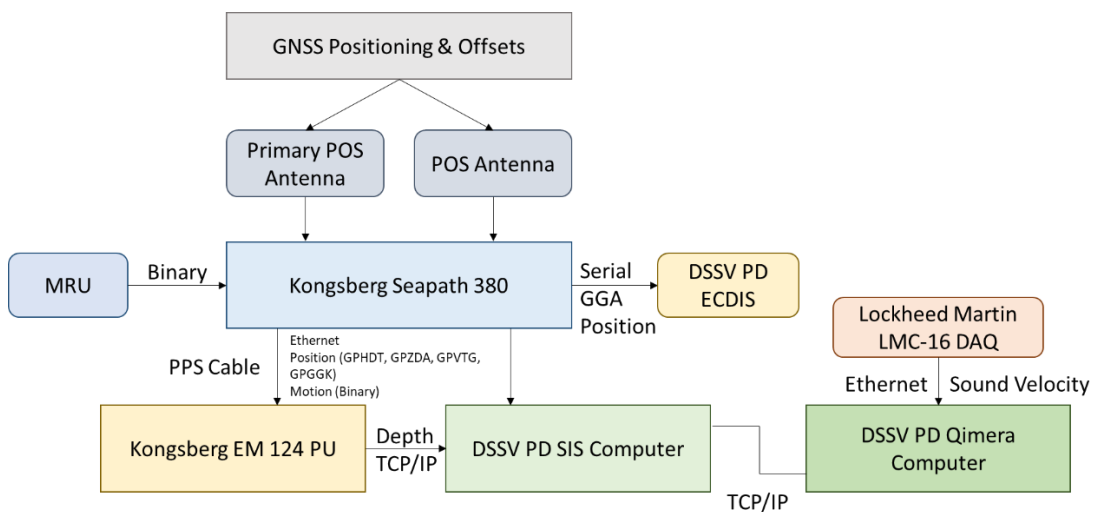 GNSS Positioning & Offsets
Primary POS
Antenna
POS Antenna
MRU
Binary
Kongsberg Seapath 380
Serial
GGA
Position
DSSV PD
ECDIS
Lockheed Martin
LMC-16 DAQ
PPS Cable
Ethernet
Position (GPHDT, GPZDA, GPVTG,
GPGGK)
Motion (Binary)
Ethernet
Sound Velocity
Kongsberg EM 124 PU
Depth
TCP/IP
DSSV PD SIS Computer
TCP/IP
DSSV PD Qimera
Computer